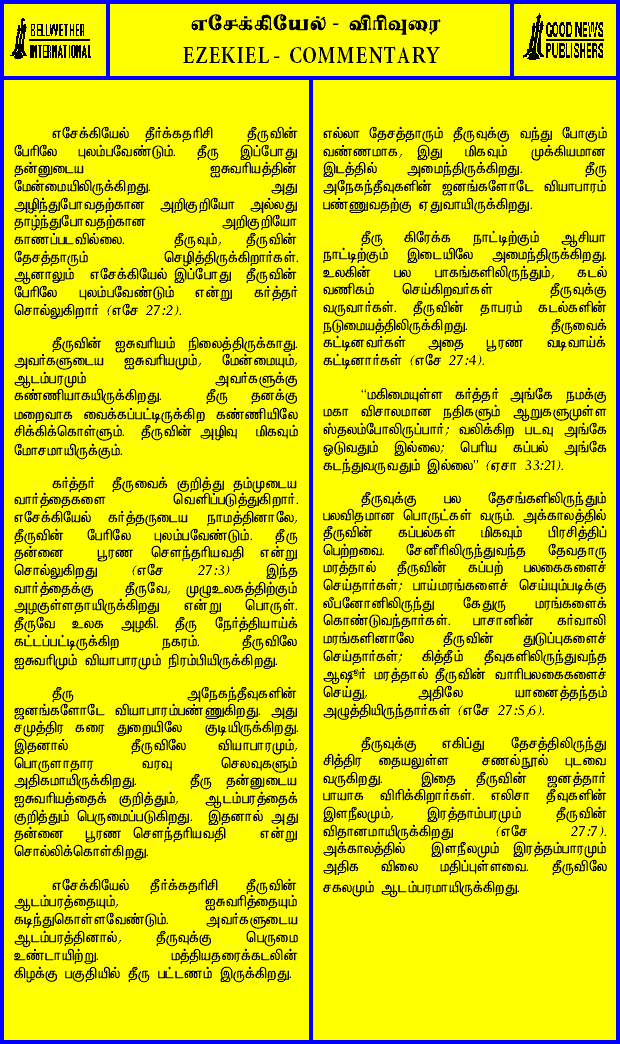 BELLWETHER
INTERNATIONAL
எசேக்கியேல் - விரிவுரை
EZEKIEL - COMMENTARY
GOOD NEWS
PUBLISHERS
எசேக்கியேல் தீர்க்கதரிசி தீருவின்
பேரிலே புலம்பவேண்டும். தீரு இப்போது
தன்னுடைய ஐசுவரியத்தின்
மேன்மையிலிருக்கிறது. அது
அழிந்துபோவதற்கான அறிகுறியோ அல்லது
தாழ்ந்துபோவதற்கான அறிகுறியோ
காணப்படவில்லை. தீருவும், தீருவின்
தேசத்தாரும் செழித்திருக்கிறார்கள்.
ஆனாலும் எசேக்கியேல் இப்போது தீருவின்
பேரிலே புலம்பவேண்டும் என்று கர்த்தர்
சொல்லுகிறார் (எசே 27:2).
தீருவின் ஐசுவரியம் நிலைத்திருக்காது.
அவர்களுடைய ஐசுவரியமும், மேன்மையும்,
ஆடம்பரமும் அவர்களுக்கு
கண்ணியாகயிருக்கிறது. தீரு தனக்கு
மறைவாக வைக்கப்பட்டிருக்கிற கண்ணியிலே
சிக்கிக்கொள்ளும். தீருவின் அழிவு மிகவும்
மோசமாயிருக்கும்.
கர்த்தர் தீருவைக் குறித்து தம்முடைய
வார்த்தைகளை வெளிப்படுத்துகிறார்.
எசேக்கியேல் கர்த்தருடைய நாமத்தினாலே,
தீருவின் பேரிலே புலம்பவேண்டும். தீரு
தன்னை பூரண சௌந்தரியவதி என்று
சொல்லுகிறது (எசே 27:3) இந்த
வார்த்தைக்கு தீருவே, முழுஉலகத்திற்கும்
அழகுள்ளதாயிருக்கிறது என்று பொருள்.
தீருவே உலக அழகி. தீரு நேர்த்தியாய்க்
கட்டப்பட்டிருக்கிற நகரம். தீருவிலே
ஐசுவரிமும் வியாபாரமும் நிரம்பியிருக்கிறது.
தீரு அநேகந்தீவுகளின்
ஜனங்களோடே வியாபாரம்பண்ணுகிறது. அது
சமுத்திர கரை துறையிலே குடியிருக்கிறது.
இதனால் தீருவிலே வியாபாரமும்,
பொருளாதார வரவு செலவுகளும்
அதிகமாயிருக்கிறது. தீரு தன்னுடைய
ஐசுவரியத்தைக் குறித்தும், ஆடம்பரத்தைக்
குறித்தும் பெருமைப்படுகிறது. இதனால் அது
தன்னை பூரண சௌந்தரியவதி என்று
சொல்லிக்கொள்கிறது.
எசேக்கியேல் தீர்க்கதரிசி தீருவின்
ஆடம்பரத்தையும், ஐசுவரித்தையும்
கடிந்துகொள்ளவேண்டும். அவர்களுடைய
ஆடம்பரத்தினால், தீருவுக்கு பெருமை
உண்டாயிற்று. மத்தியதரைக்கடலின்
கிழக்கு பகுதியில் தீரு பட்டணம் இருக்கிறது.
எல்லா தேசத்தாரும் தீருவுக்கு வந்து போகும்
வண்ணமாக, இது மிகவும் முக்கியமான
இடத்தில் அமைந்திருக்கிறது. தீரு
அநேகந்தீவுகளின் ஜனங்களோடே வியாபாரம்
பண்ணுவதற்கு ஏதுவாயிருக்கிறது.
தீரு கிரேக்க நாட்டிற்கும் ஆசியா
நாட்டிற்கும் இடையிலே அமைந்திருக்கிறது.
உலகின் பல பாகங்களிலிருந்தும், கடல்
வணிகம் செய்கிறவர்கள் தீருவுக்கு
வருவார்கள். தீருவின் தாபரம் கடல்களின்
நடுமையத்திலிருக்கிறது. தீருவைக்
கட்டினவர்கள் அதை பூரண வடிவாய்க்
கட்டினார்கள் (எசே 27:4).
“மகிமையுள்ள கர்த்தர் அங்கே நமக்கு
மகா விசாலமான நதிகளும் ஆறுகளுமுள்ள
ஸ்தலம்போலிருப்பார்; வலிக்கிற படவு அங்கே
ஓடுவதும் இல்லை; பெரிய கப்பல் அங்கே
கடந்துவருவதும் இல்லை” (ஏசா 33:21).
தீருவுக்கு பல தேசங்களிலிருந்தும்
பலவிதமான பொருட்கள் வரும். அக்காலத்தில்
தீருவின் கப்பல்கள் மிகவும் பிரசித்திப்
பெற்றவை. சேனீரிலிருந்துவந்த தேவதாரு
மரத்தால் தீருவின் கப்பற் பலகைகளைச்
செய்தார்கள்; பாய்மரங்களைச் செய்யும்படிக்கு
லீபனோனிலிருந்து கேதுரு மரங்களைக்
கொண்டுவந்தார்கள். பாசானின் கர்வாலி
மரங்களினாலே தீருவின் துடுப்புகளைச்
செய்தார்கள்; கித்தீம் தீவுகளிலிருந்துவந்த
ஆஷூர் மரத்தால் தீருவின் வாரிபலகைகளைச்
செய்து, அதிலே யானைத்தந்தம்
அழுத்தியிருந்தார்கள் (எசே 27:5,6).
தீருவுக்கு எகிப்து தேசத்திலிருந்து
சித்திர தையலுள்ள சணல்நூல் புடவை
வருகிறது. இதை தீருவின் ஜனத்தார்
பாயாக விரிக்கிறார்கள். எலிசா தீவுகளின்
இளநீலமும், இரத்தாம்பரமும் தீருவின்
விதானமாயிருக்கிறது (எசே 27:7).
அக்காலத்தில் இளநீலமும் இரத்தம்பாரமும்
அதிக விலை மதிப்புள்ளவை. தீருவிலே
சகலமும் ஆடம்பரமாயிருக்கிறது.